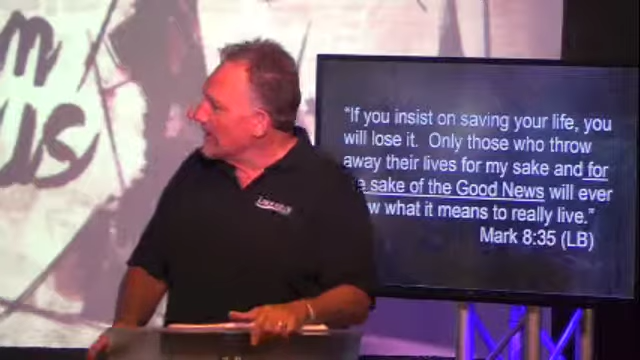 "If you insist on saving your life, you
will lose it. Only those who throw
away their lives for my sake and for
sake of the Good News will ever
what it means to really live."
Mark 8:35 (LB)
us